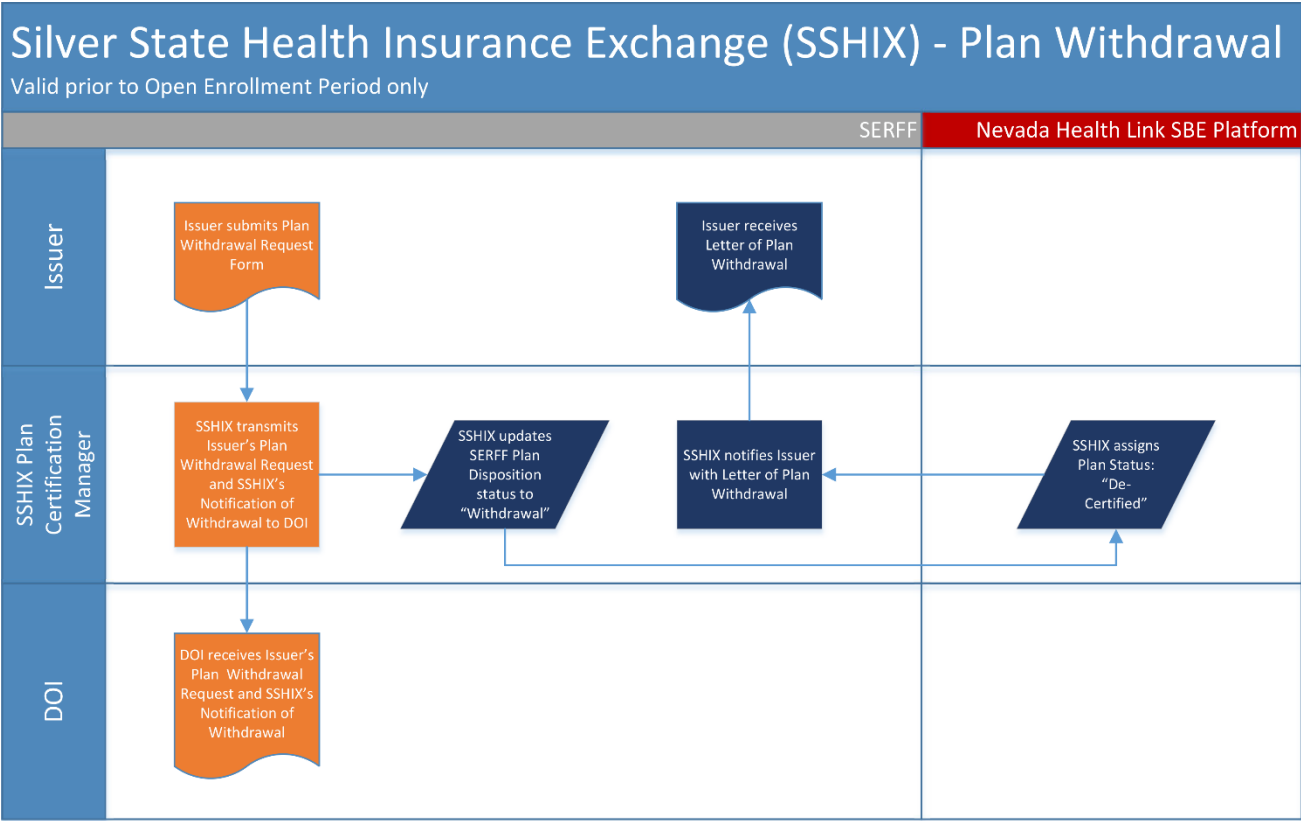 Silver State Health Insurance Exchange (SSHIX) - Plan Withdrawal
Valid prior to Open Enrollment Period only
SERFF
Nevada Health Link SBE Platform
Issuer
Issuer submits Plan
Withdrawal Request
Form
Issuer receives
Letter of Plan
Withdrawal
SSHIX Plan
Certification
Manager
SSHIX transmits
Issuer's Plan
Withdrawal Request
and SSHIX's
Notification of
Withdrawal to DOI
SSHIX updates
SERFF Plan
Disposition
status to
“Withdrawal”
SSHIX notifies Issuer
with Letter of Plan
Withdrawal
SSHIX assigns
Plan Status:
“De-
Certified”
DOI
DOI receives Issuer's
Plan  Withdrawal
Request and SSHIX's
Notification of
Withdrawal